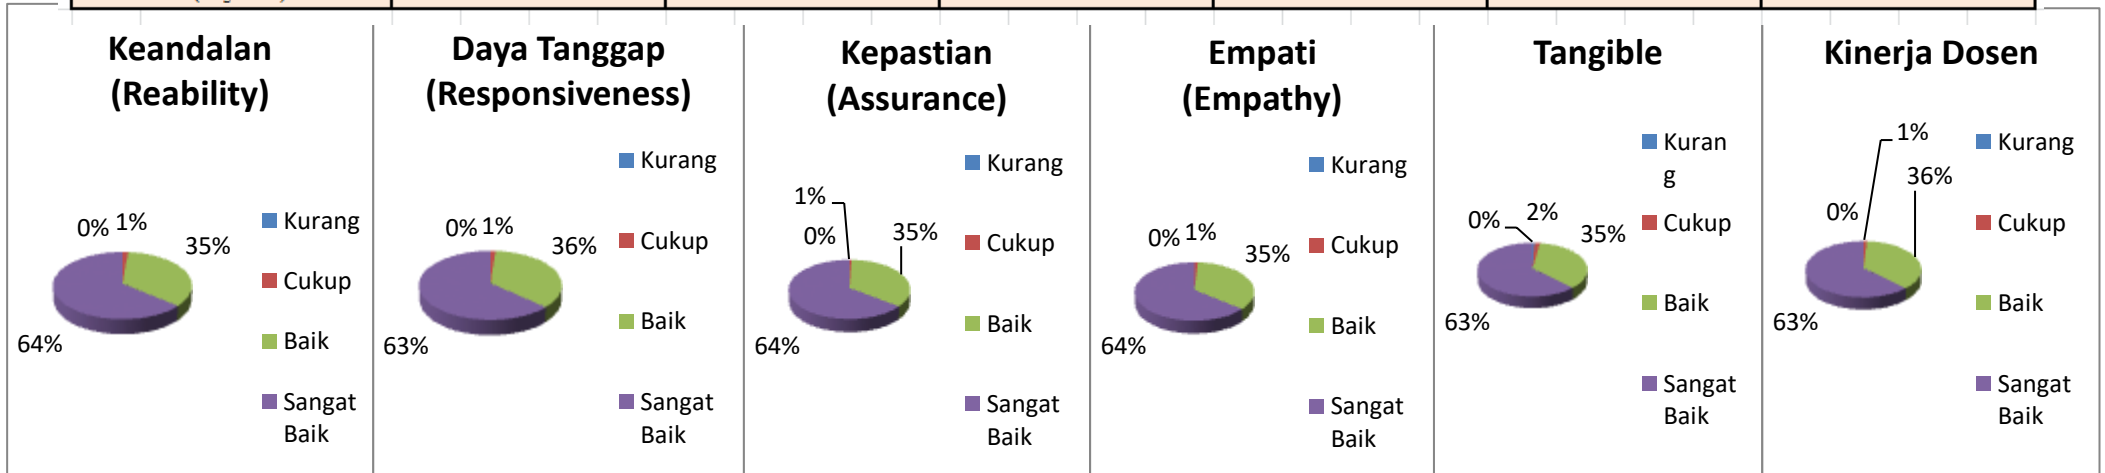 Keandalan
(Reability)
0% 1%
35%
64%
Kurang
Cukup
Baik
Sangat
Baik
Daya Tanggap
(Responsiveness)
0% 1%
36%
63%
Kurang
Cukup
Baik
Sangat
Baik
Kepastian
(Assurance)
1%
0%
35%
64%
Kurang
Cukup
Baik
Sangat
Baik
Empati
(Empathy)
0% 1%
35%
64%
Kurang
Cukup
Baik
Sangat
Baik
Tangible
0%
2%
35%
63%
Kuran
g
Cukup
Baik
Sangat
Baik
Kinerja Dosen
1%
36%
0%
63%
Kurang
Cukup
Baik
Sangat
Baik